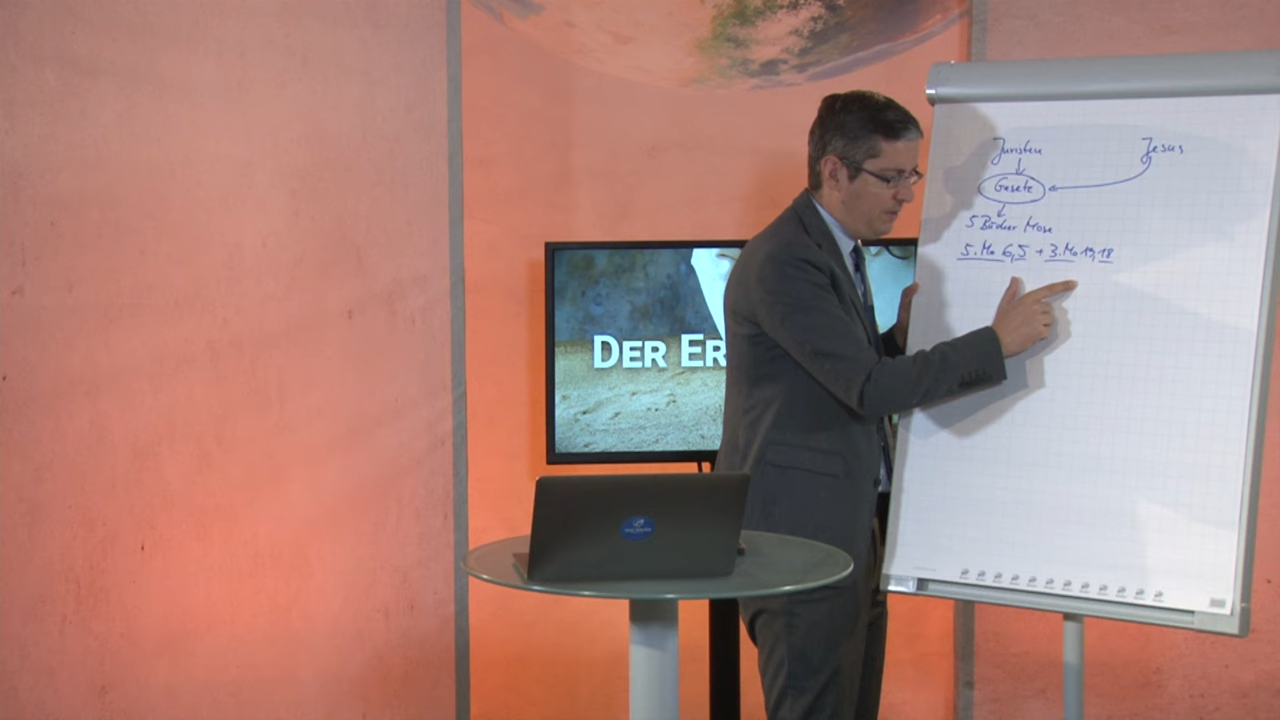 Juristen Jesus
Gesetz
5 Bücher Mose
5.Mo 6,5 + 3.Mo 19,18
DER ER